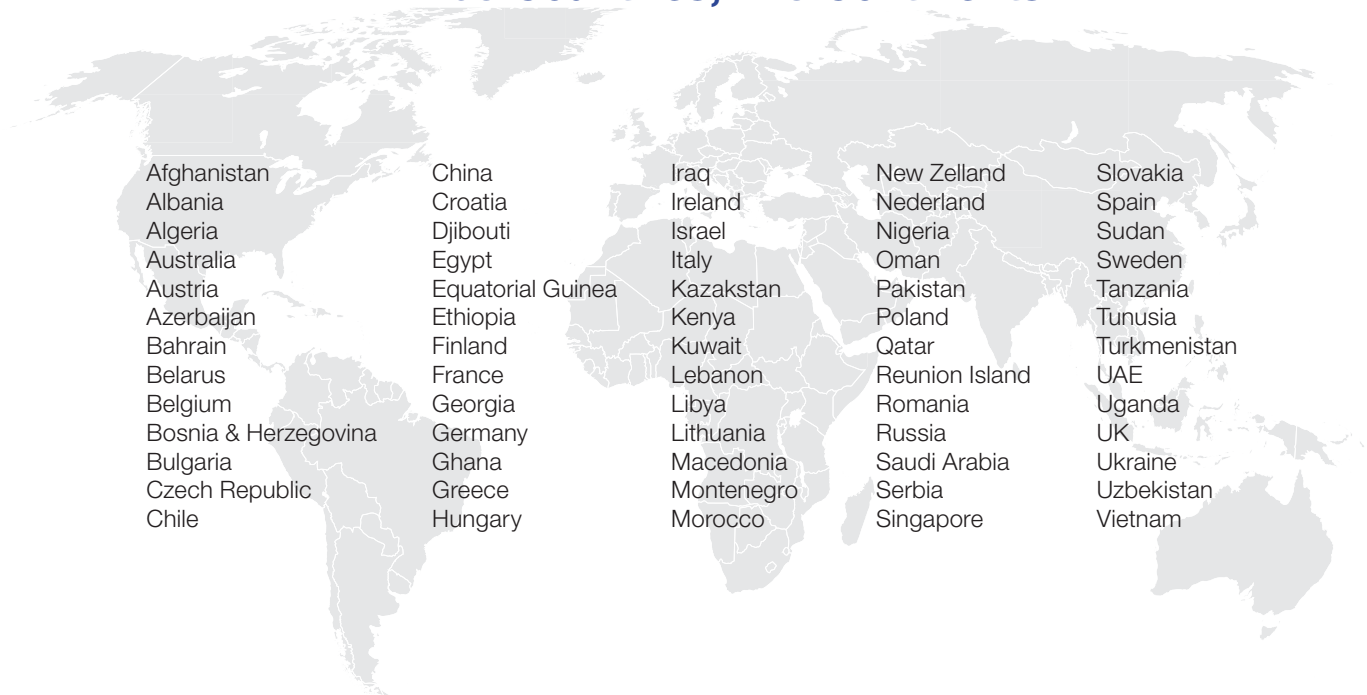 Afghanistan
Albania
Algeria
Australia
Austria
Azerbaijan
Bahrain
Belarus
Belgium
Bosnia & Herzegovina
Bulgaria
Czech Republic
Chile
China
Croatia
Djibouti
Egypt
Equatorial Guinea
Ethiopia
Finland
France
Georgia
Germany
Ghana
Greece
Hungary
Iraq
Ireland
Israel
Italy
Kazakstan
Kenya
Kuwait
Lebanon
Libya
Lithuania
Macedonia
Montenegro
Morocco
New Zelland
Nederland
Nigeria
Oman
Pakistan
Poland
Qatar
Reunion Island
Romania
Russia
Saudi Arabia
Serbia
Singapore
Slovakia
Spain
Sudan
Sweden
Tanzania
Tunusia
Turkmenistan
UAE
Uganda
UK
Ukraine
Uzbekistan
Vietnam